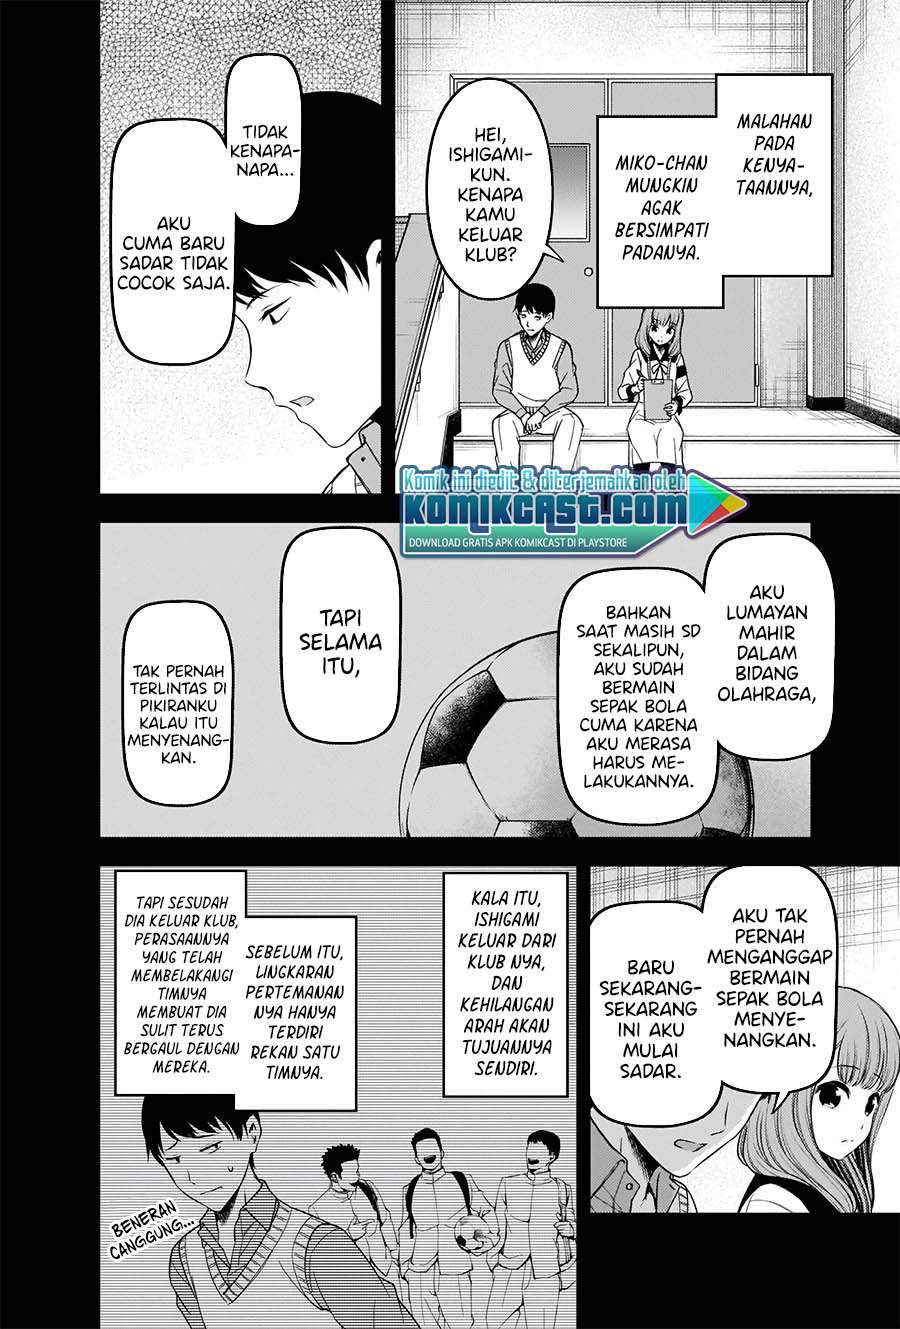 MALAHAN
PADA
KENYA-
TAANNYA,
MIKO-CHAN
MUNGKIN
AGAK
BERSIMPATI
PADANYA.
HEI,
ISHIGAMI-
KUN.
KENAPA
KAMU
KELUAR
KLUB?
TIDAK
KENAPA-
NAPA...
AKU
CUMA BARU
SADAR TIDAK
COCOK SAJA.
Komik ini diedit & diterjemahkan oleh
KOMIKCAST.COM
DOWNLOAD GRATIS APK KOMIKCAST DI PLAYSTORE
AKU
LUMAYAN
MAHIR
DALAM
BIDANG
OLAHRAGA,
BAHKAN
SAAT MASIH SD
SEKALIPUN,
AKU SUDAH
BERMAIN
SEPAK BOLA
CUMA KARENA
AKU MERASA
HARUS ME-
LAKUKANNYA.
TAPI
SELAMA
ITU,
TAK PERNAH
TERLINTAS DI
PIKIRANKU
KALAU ITU
MENYENANG-
KAN.
AKU TAK
PERNAH
MENGANGGAP
BERMAIN
SEPAK BOLA
MENYE-
NANGKAN.
BARU
SEKARANG-
SEKARANG
INI AKU
MULAI
SADAR.
KALA ITU,
ISHIGAMI
KELUAR DARI
KLUB NYA,
DAN
KEHILANGAN
ARAH AKAN
TUJUANNYA
SENDIRI.
SEBELUM ITU,
LINGKARAN
PERTEMANAN
NYA HANYA
TERDIRI
REKAN SATU
TIMNYA.
TAPI SESUDAH
DIA KELUAR KLUB,
PERASAANNYA
YANG TELAH
MEMBELAKANGI
TIMNYA
MEMBUAT DIA
SULIT TERUS
BERGAUL DENGAN
MEREKA.
BENERAN
CANGGUNG...